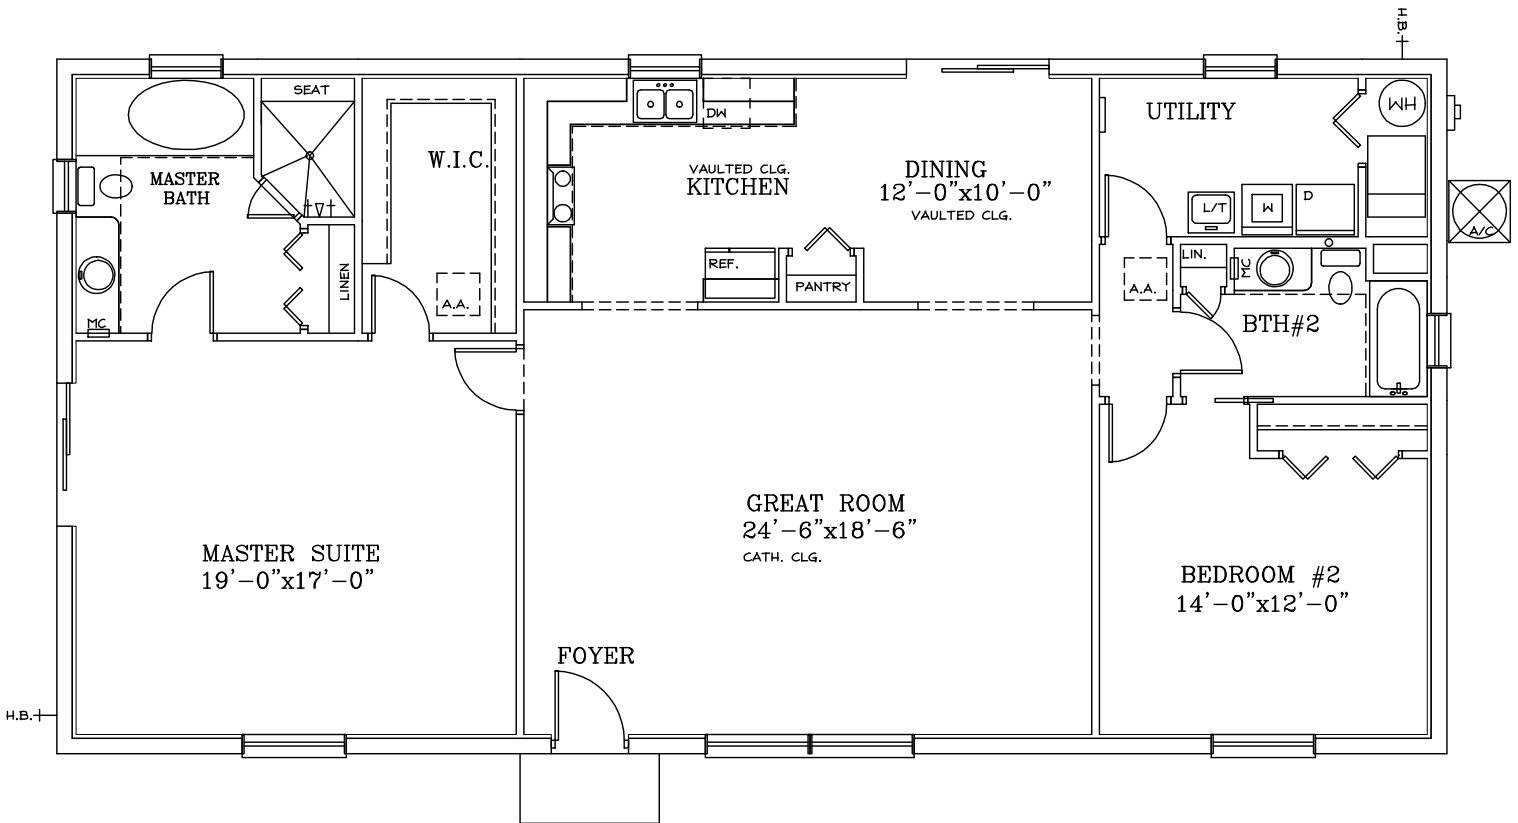 H.B.
SEAT
W.I.C.
MASTER
BATH
LINEN
MC
A.A.
DW
VAULTED CLG.
KITCHEN
REF.
PANTRY
DINING
12'-0"x10'-0"
VAULTED CLG.
UTILITY
WH
L/T
W
D
A/C
LIN.
MC
A.A.
BTH#2
GREAT ROOM
24'-6"x18'-6"
CATH. CLG.
MASTER SUITE
19'-0"x17'-0"
BEDROOM #2
14'-0"x12'-0"
FOYER
H.B.